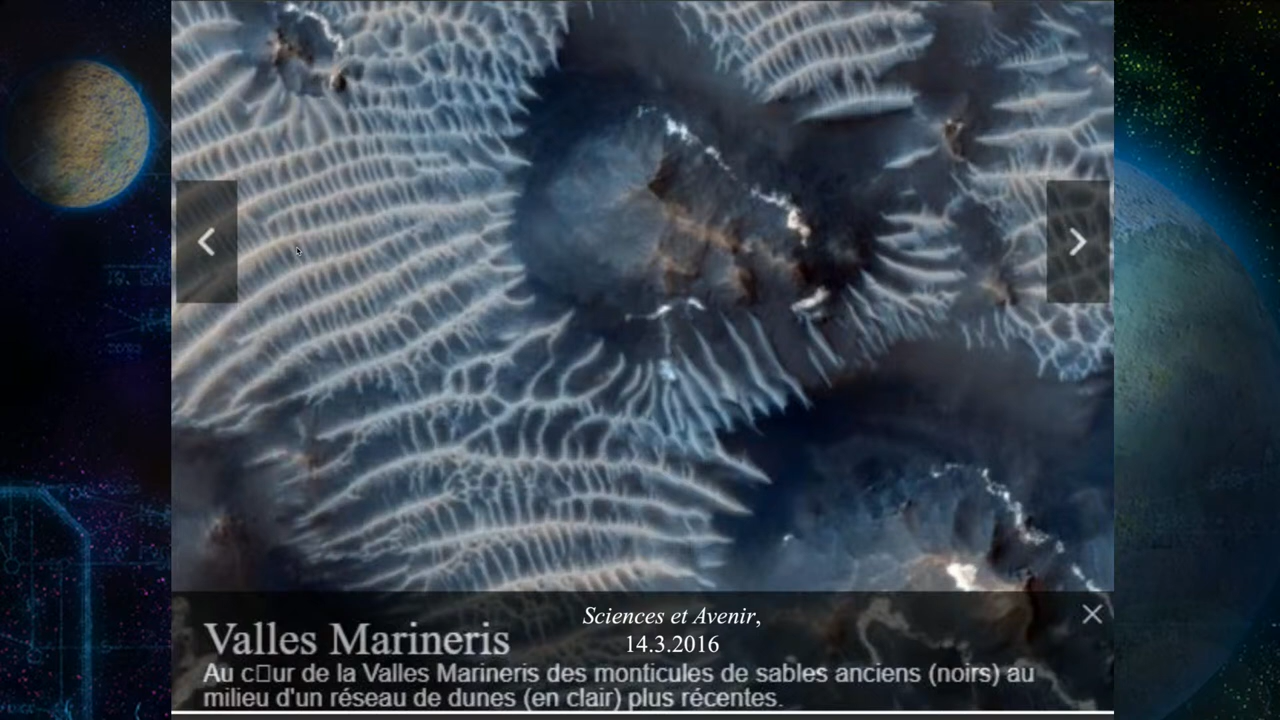 Sciences et Avenir,
14.3.2016
Valles Marineris
Au c□ur de la Valles Marineris des monticules de sables anciens (noirs) au
milieu d'un réseau de dunes (en clair) plus récentes.